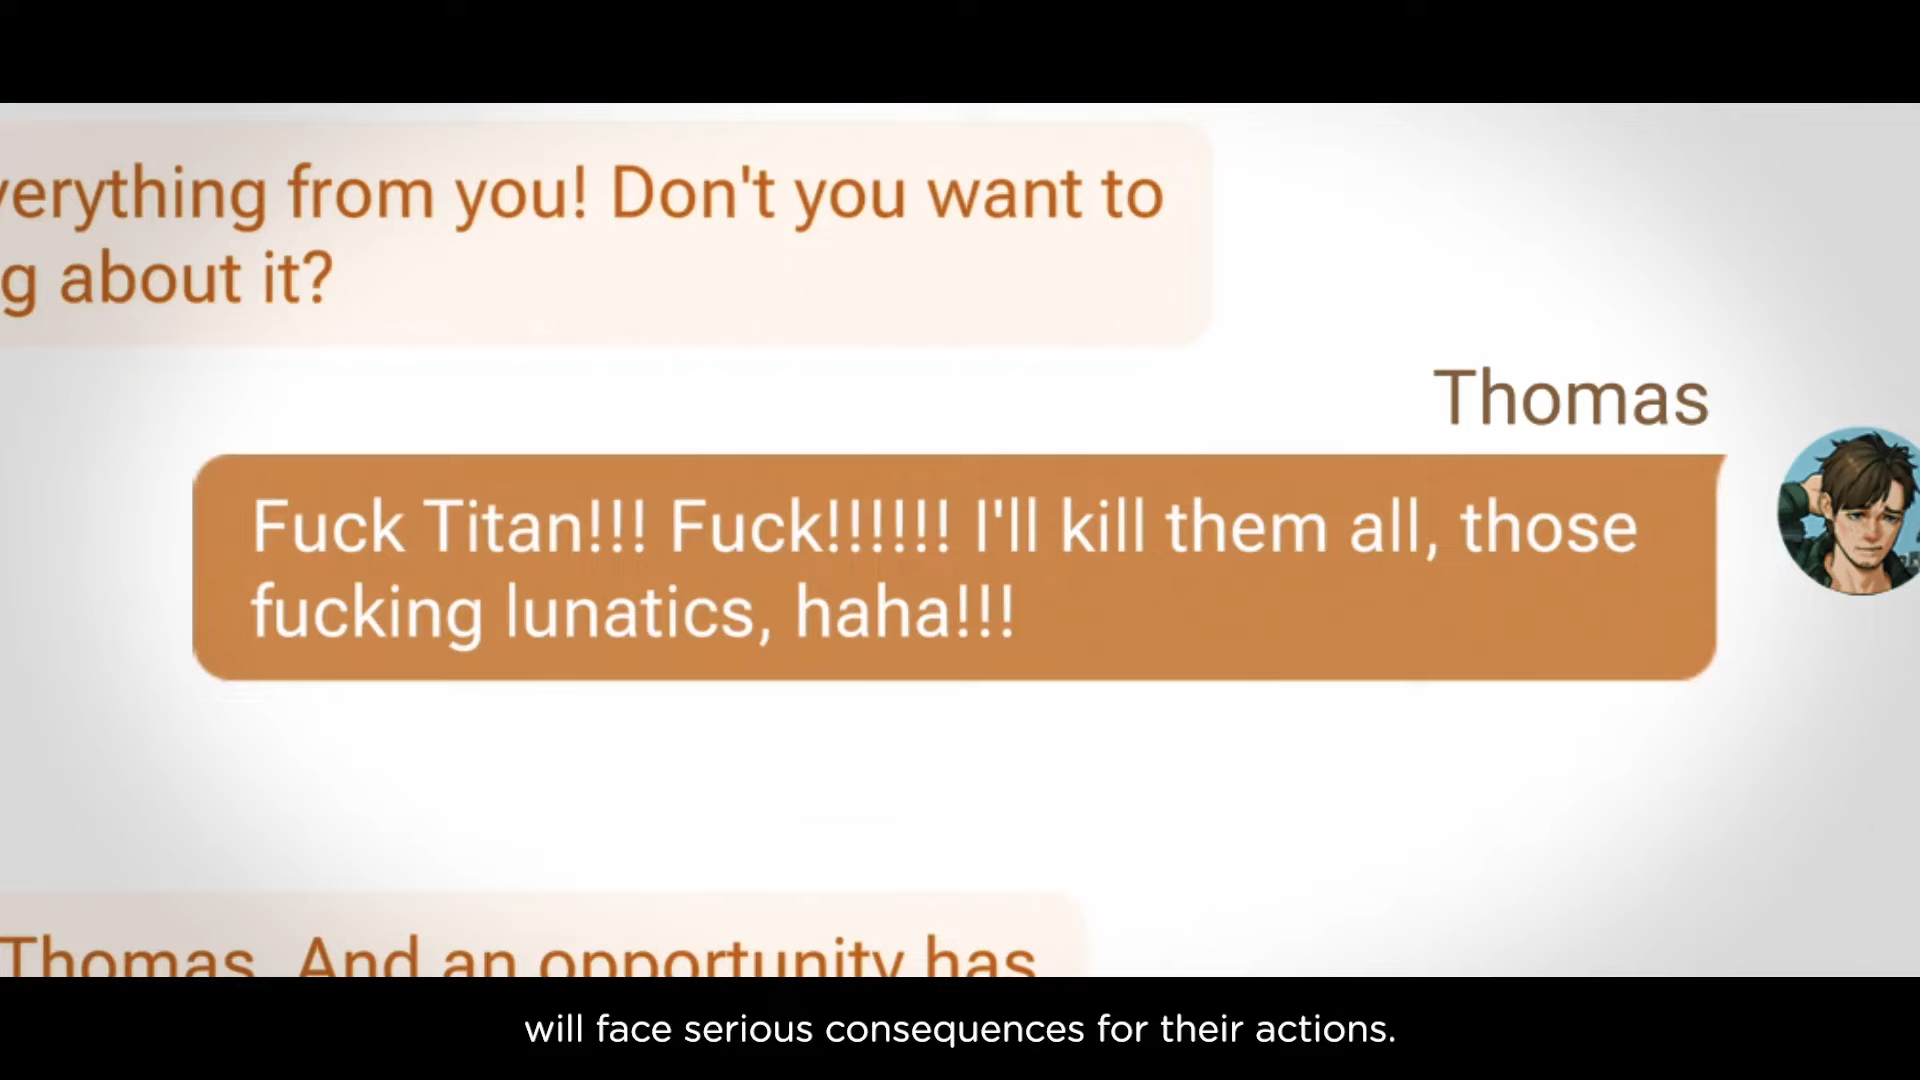 verything from you! Don't you want to
g about it?
Thomas
Fuck Titan!!! Fuck!!!!!! I'll kill them all, those
fucking lunatics, haha!!!
Thomas. And an opportunity has
will face serious consequences for their actions.